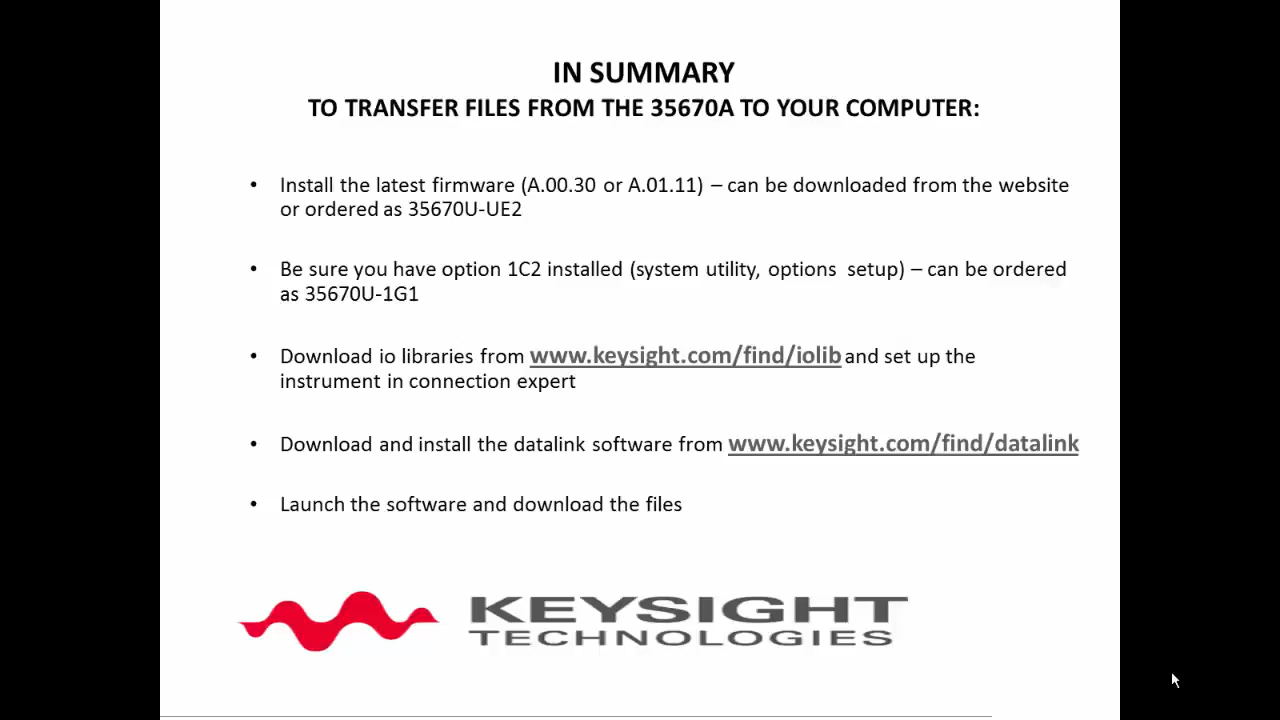 IN SUMMARY
TO TRANSFER FILES FROM THE 35670A TO YOUR COMPUTER:
• Install the latest firmware (A.00.30 or A.01.11) – can be downloaded from the website
or ordered as 35670U-UE2
• Be sure you have option 1C2 installed (system utility, options setup) – can be ordered
as 35670U-1G1
• Download io libraries from www.keysight.com/find/iolib and set up the
instrument in connection expert
• Download and install the datalink software from www.keysight.com/find/datalink
• Launch the software and download the files
KEYSIGHT
TECHNOLOGIES